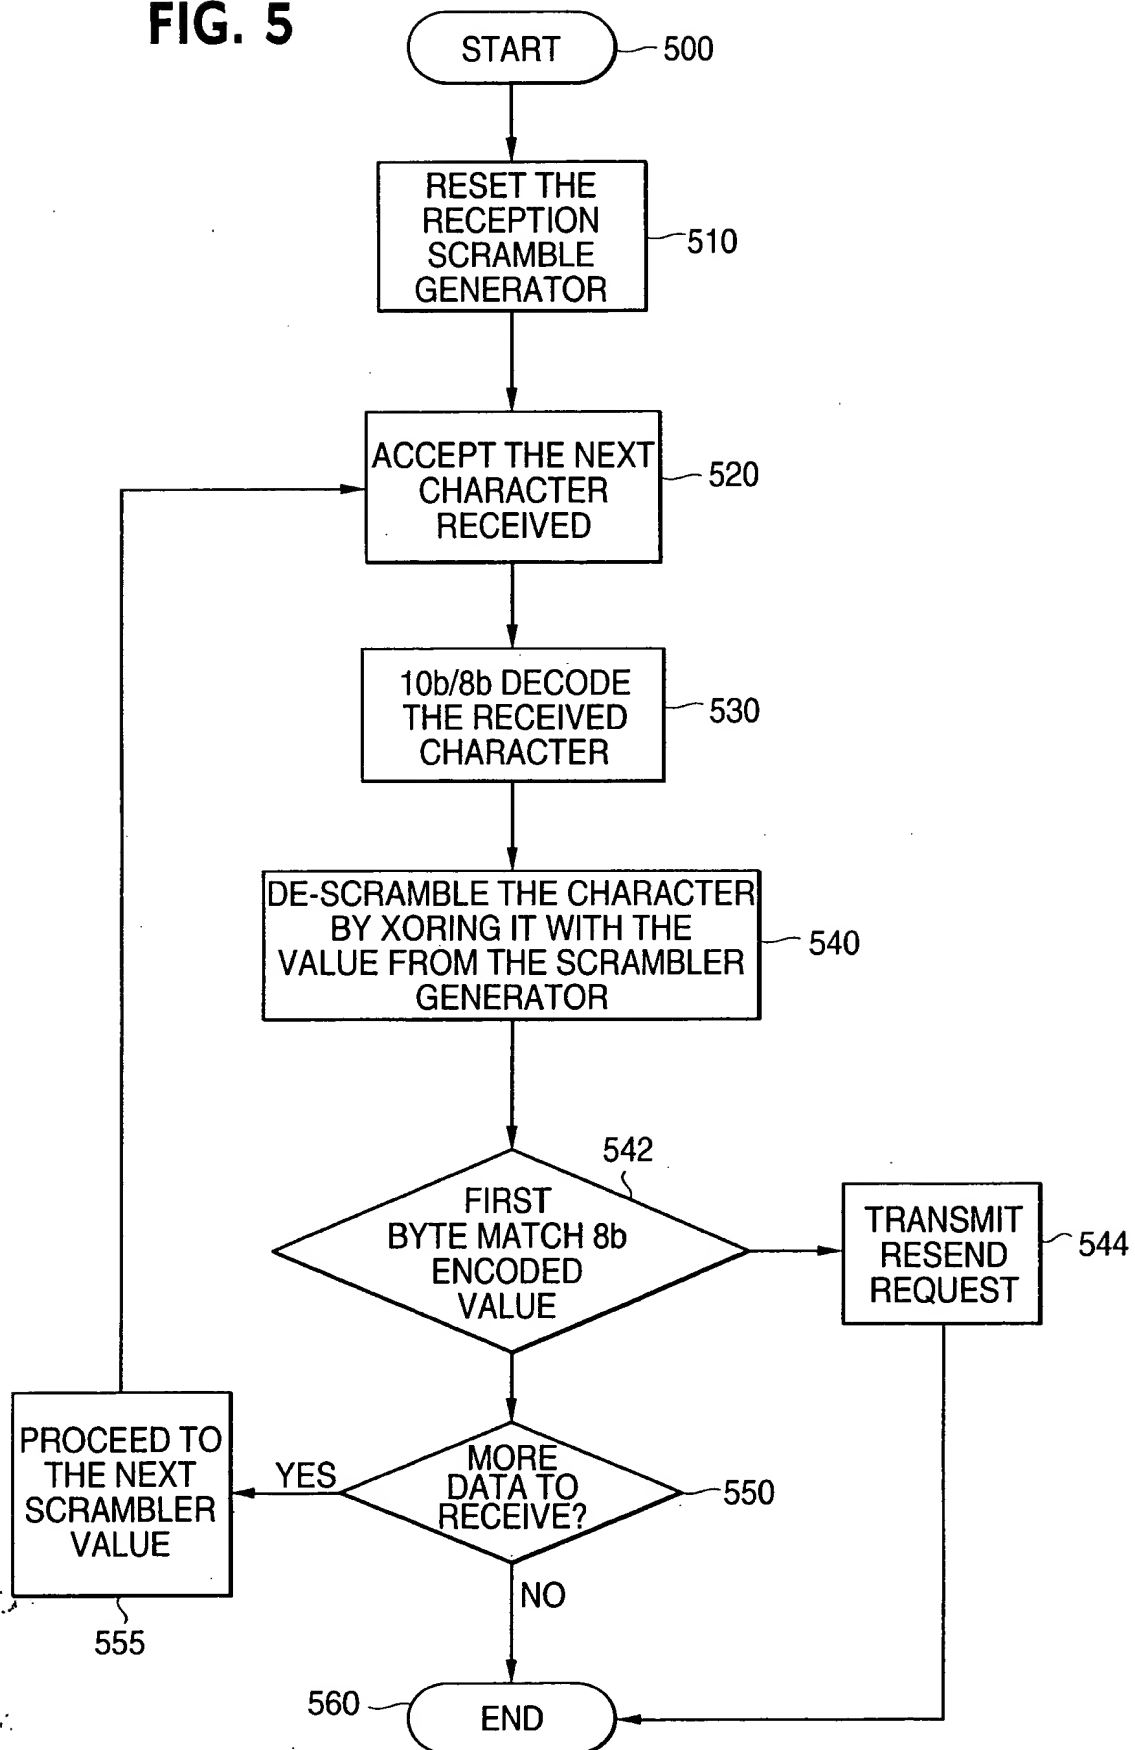 FIG. 5
START
500
RESET THE
RECEPTION
SCRAMBLE
GENERATOR
510
ACCEPT THE NEXT
CHARACTER
RECEIVED
520
10b/8b DECODE
THE RECEIVED
CHARACTER
530
DE-SCRAMBLE THE CHARACTER
BY XORING IT WITH THE
VALUE FROM THE SCRAMBLER
GENERATOR
540
542
FIRST
BYTE MATCH 8b
ENCODED
VALUE
TRANSMIT
RESEND
REQUEST
544
PROCEED TO
THE NEXT
SCRAMBLER
VALUE
555
YES
MORE
DATA TO
RECEIVE?
550
NO
560
END